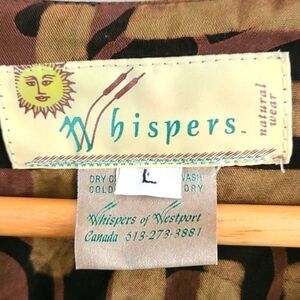 Whispers
natural
wear
DRY
WASH
L
COLD
DRY
Whispers of Westport
Canada 613-273-3881